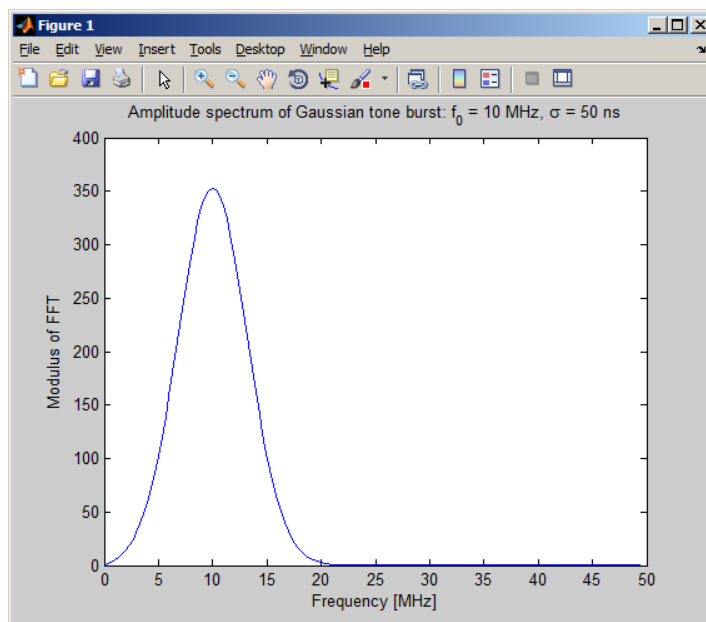 Figure 1
File Edit View Insert Tools Desktop Window Help
Amplitude spectrum of Gaussian tone burst: f0 = 10 MHz, σ = 50 ns
400
350
300
250
200
150
100
50
0
Modulus of FFT
0 5 10 15 20 25 30 35 40 45 50
Frequency [MHz]